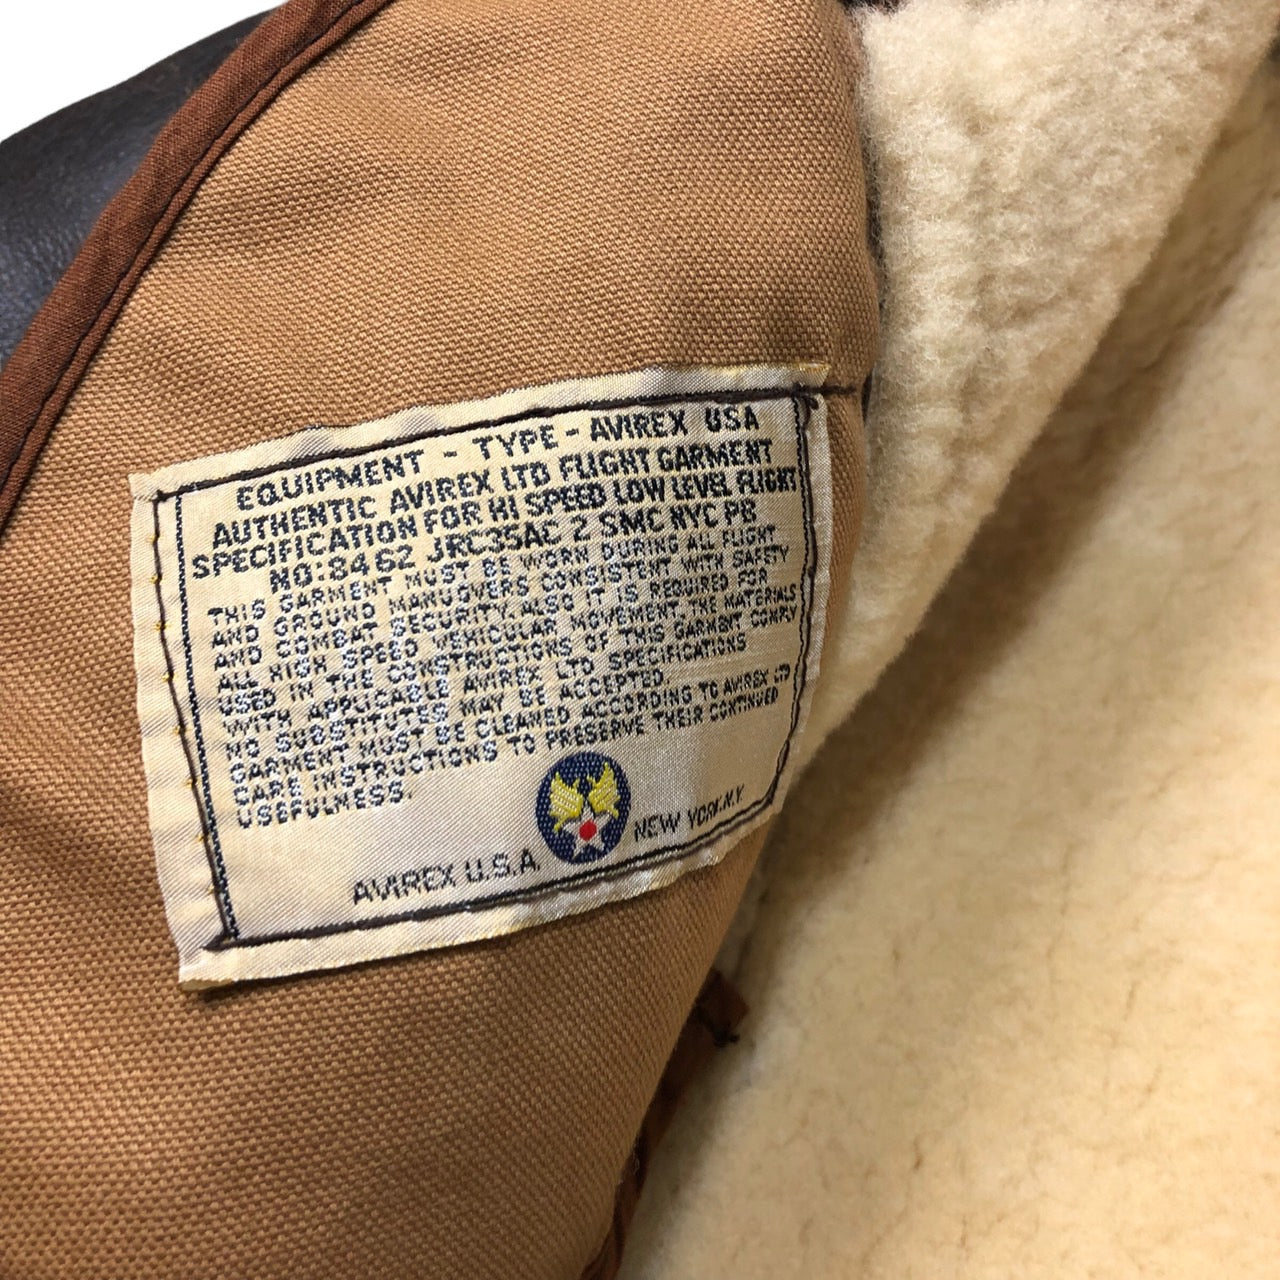 EQUIPMENT - TYPE - AVIREX USA
AUTHENTIC AVIREX LTD FLIGHT GARMENT
SPECIFICATION FOR HI SPEED LOW LEVEL FLIGHT
NO:8462 JRC35AC 2 SMC NYC PB
THIS GARMENT MUST BE WORN DURING ALL FLIGHT
AND GROUND MANUOVERS CONSISTENT WITH SAFETY
AND COMBAT SECURITY. ALSO IT IS REQUIRED FOR
ALL HIGH SPEED VEHICULAR MOVEMENT. THE MATERIALS
USED IN THE CONSTRUCTIONS OF THIS GARMENT COMPLY
WITH APPLICABLE AVIREX LTD SPECIFICATIONS
NO SUBSTITUTES MAY BE ACCEPTED.
GARMENT MUST BE CLEANED ACCORDING TO AVIREX LTD
CARE INSTRUCTIONS TO PRESERVE THEIR CONTINUED
USEFULNESS.
AVIREX U.S.A. NEW YORK.N.Y